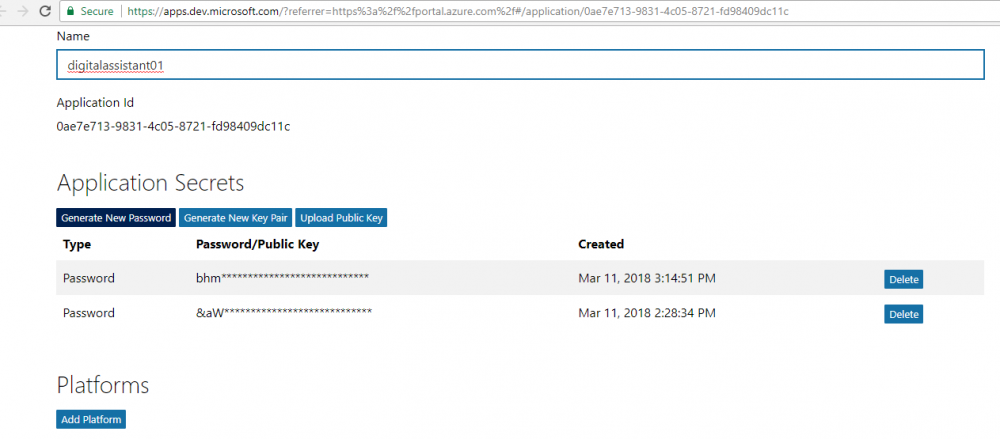 Secure https://apps.dev.microsoft.com/?referrer=https%3a%2f%2fportal.azure.com%2f#/application/0ae7e713-9831-4c05-8721-fd98409dc11c
Name
digitalassistant01
Application Id
0ae7e713-9831-4c05-8721-fd98409dc11c
Application Secrets
Generate New Password Generate New Key Pair Upload Public Key
Type Password/Public Key Created
Password bhm**************************** Mar 11, 2018 3:14:51 PM Delete
Password &aW**************************** Mar 11, 2018 2:28:34 PM Delete
Platforms
Add Platform